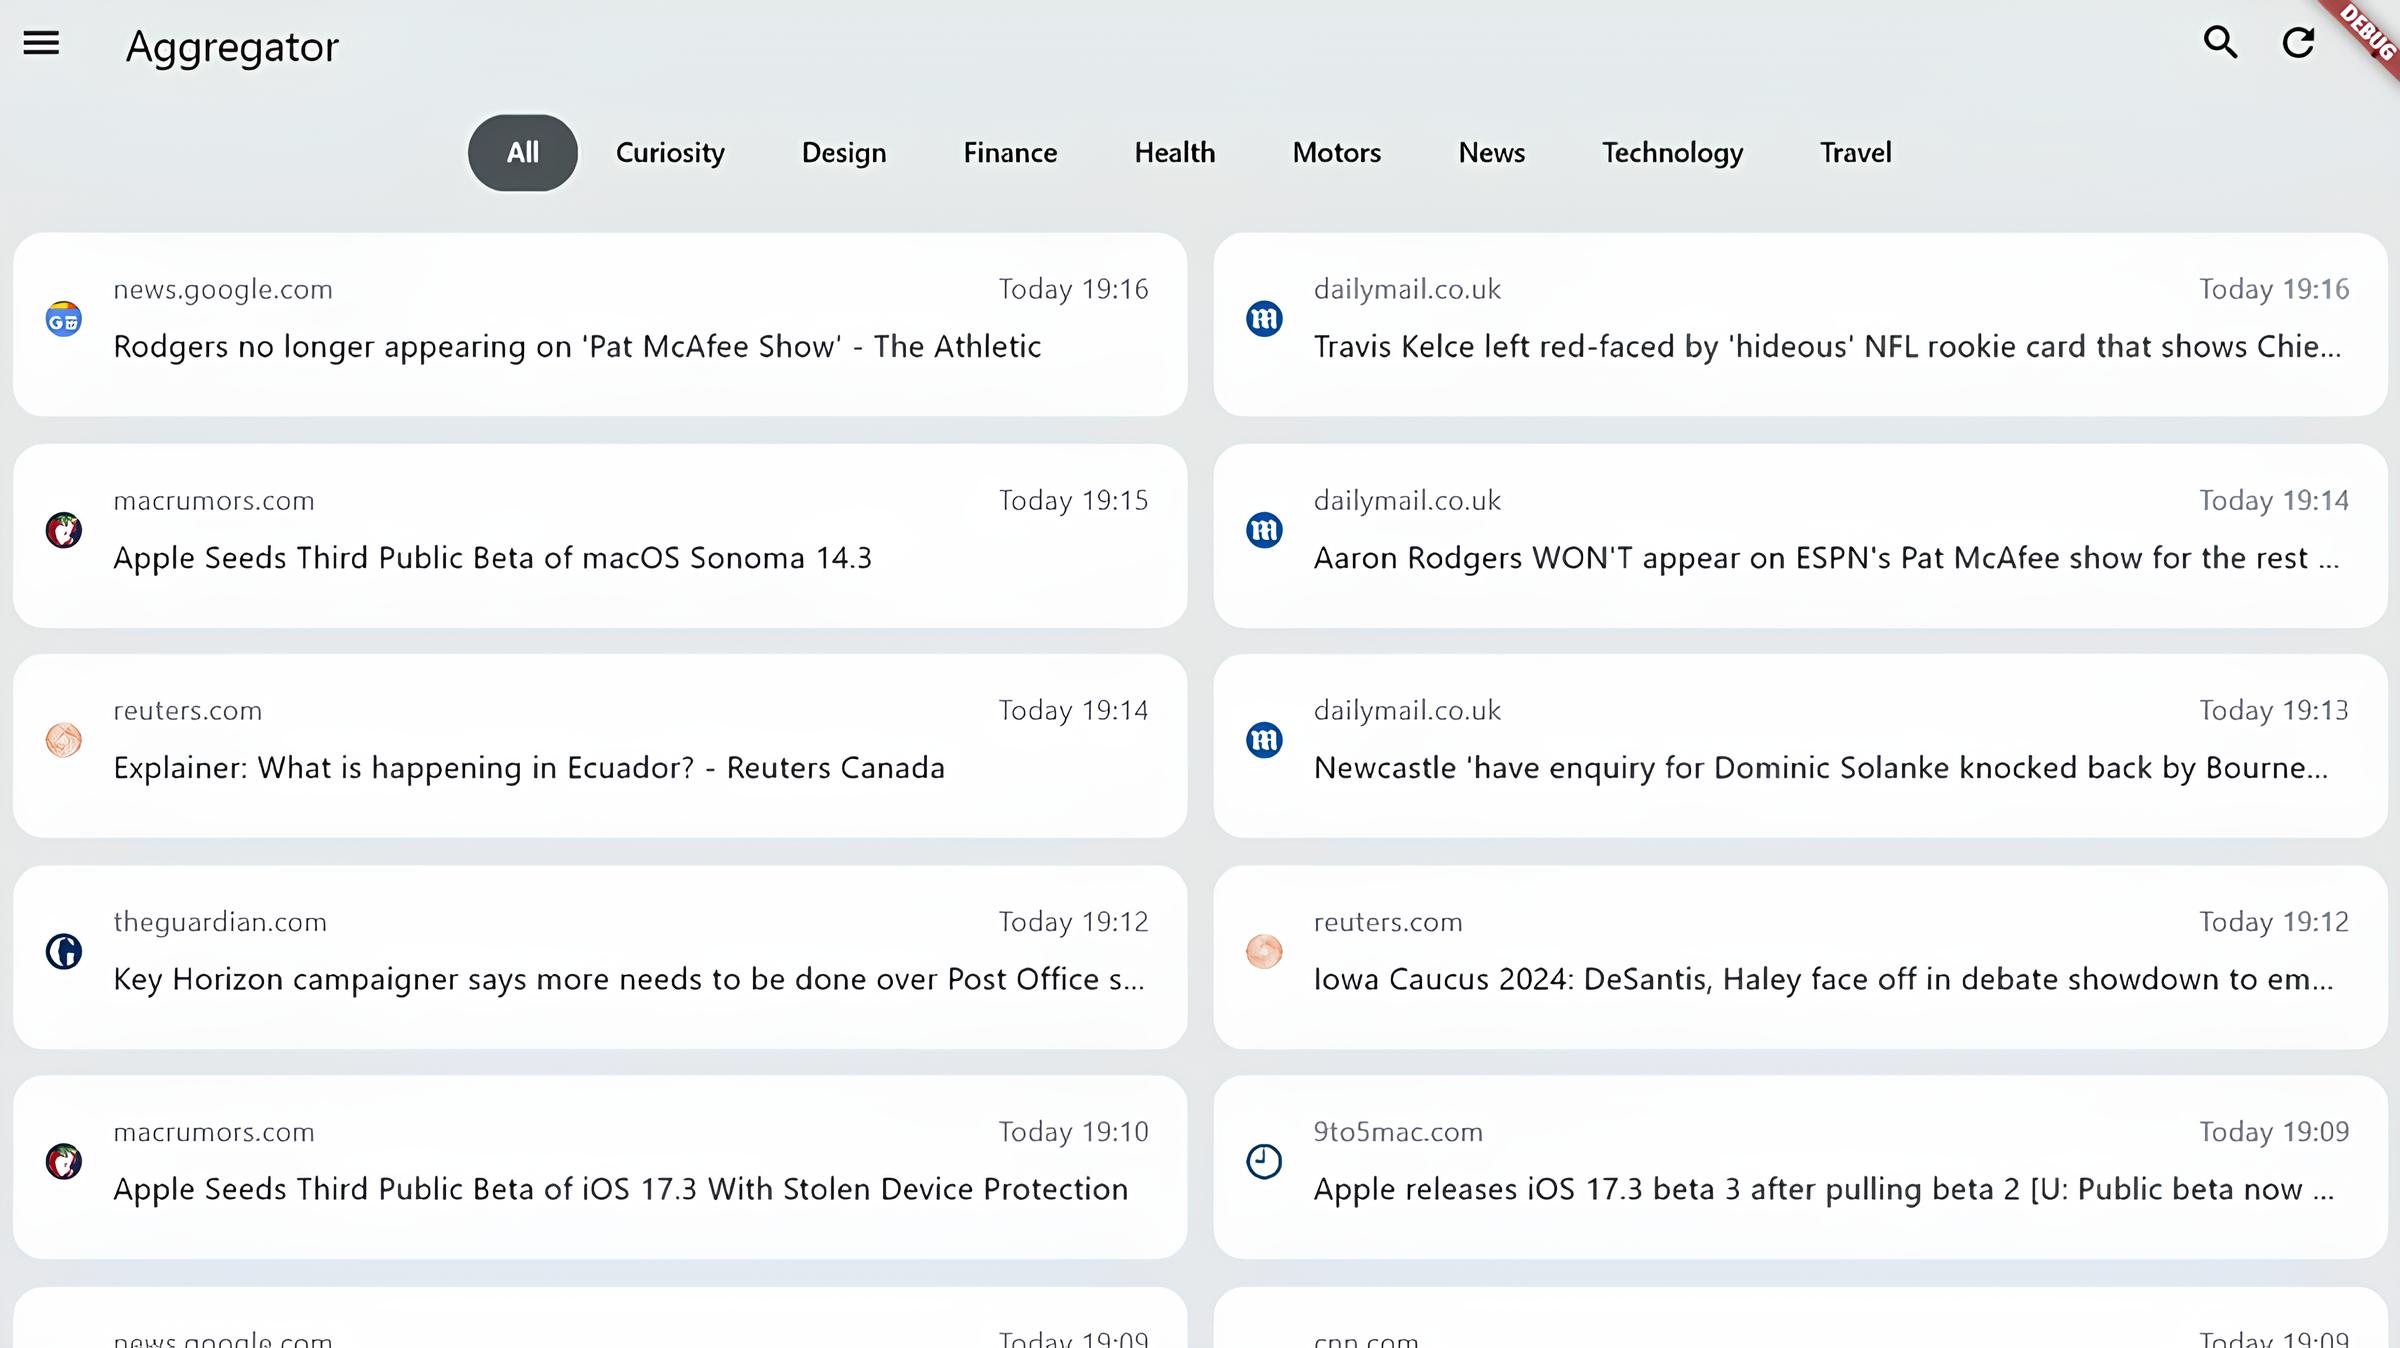 Aggregator
DEBUG
All Curiosity Design Finance Health Motors News Technology Travel
news.google.com Today 19:16
Rodgers no longer appearing on 'Pat McAfee Show' - The Athletic
dailymail.co.uk Today 19:16
Travis Kelce left red-faced by 'hideous' NFL rookie card that shows Chie...
macrumors.com Today 19:15
Apple Seeds Third Public Beta of macOS Sonoma 14.3
dailymail.co.uk Today 19:14
Aaron Rodgers WON'T appear on ESPN's Pat McAfee show for the rest ...
reuters.com Today 19:14
Explainer: What is happening in Ecuador? - Reuters Canada
dailymail.co.uk Today 19:13
Newcastle 'have enquiry for Dominic Solanke knocked back by Bourne...
theguardian.com Today 19:12
Key Horizon campaigner says more needs to be done over Post Office s...
reuters.com Today 19:12
Iowa Caucus 2024: DeSantis, Haley face off in debate showdown to em...
macrumors.com Today 19:10
Apple Seeds Third Public Beta of iOS 17.3 With Stolen Device Protection
9to5mac.com Today 19:09
Apple releases iOS 17.3 beta 3 after pulling beta 2 [U: Public beta now ...
news.google.com Today 19:09
cnn.com Today 19:09